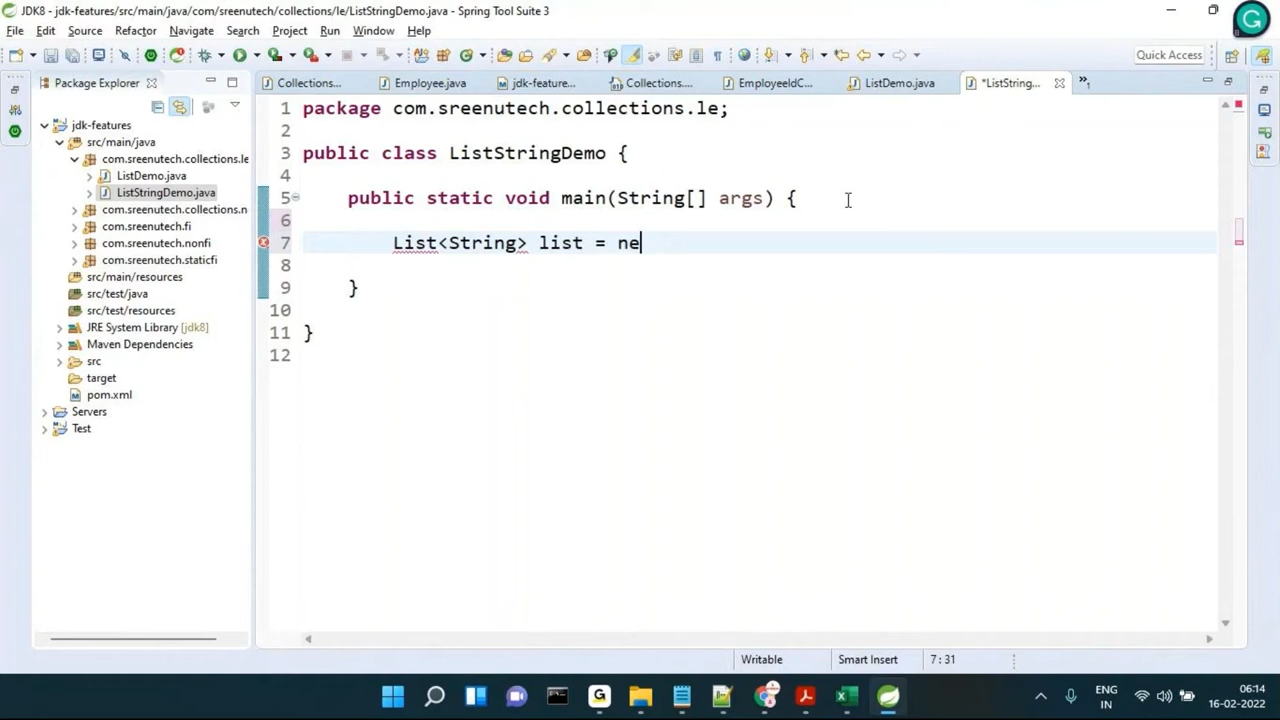 JDK8 - jdk-features/src/main/java/com/sreenutech/collections/le/ListStringDemo.java - Spring Tool Suite 3
File Edit Source Refactor Navigate Search Project Run Window Help
Quick Access
Package Explorer
Collections...
Employee.java
jdk-feature...
Collections....
EmployeeIdC...
ListDemo.java
*ListString...
»1
jdk-features
src/main/java
com.sreenutech.collections.le
ListDemo.java
ListStringDemo.java
com.sreenutech.collections.n
com.sreenutech.fi
com.sreenutech.nonfi
com.sreenutech.staticfi
src/main/resources
src/test/java
src/test/resources
JRE System Library [jdk8]
Maven Dependencies
src
target
pom.xml
Servers
Test
1 package com.sreenutech.collections.le;
2
3 public class ListStringDemo {
4
5 public static void main(String[] args) {
6
7 List<String> list = ne
8
9 }
10
11 }
12
Writable
Smart Insert
7 : 31
ENG
IN
06:14
16-02-2022